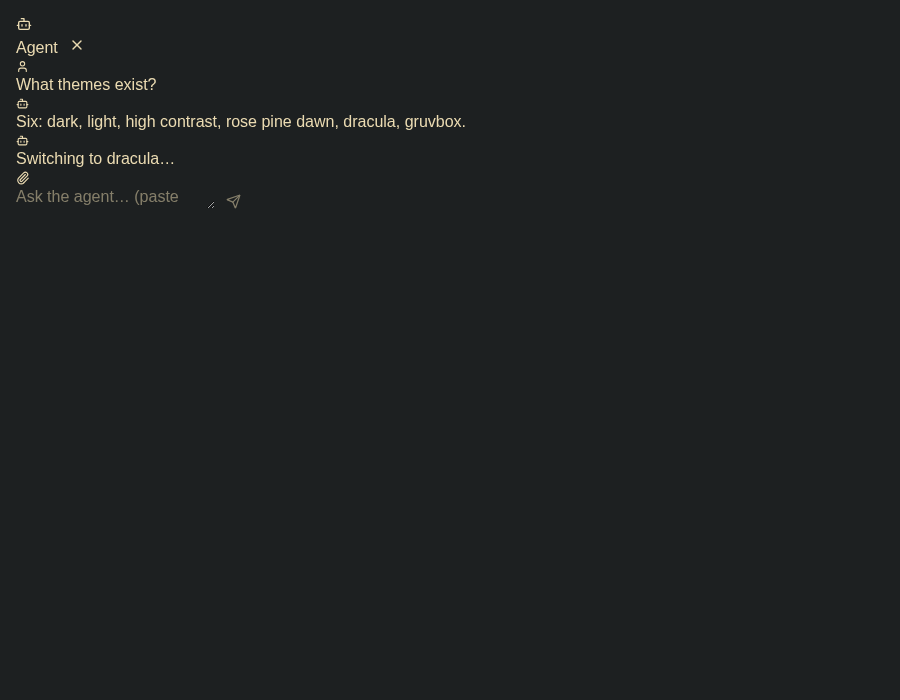 Agent
What themes exist?
Six: dark, light, high contrast, rose pine dawn, dracula, gruvbox.
Switching to dracula…
Ask the agent… (paste